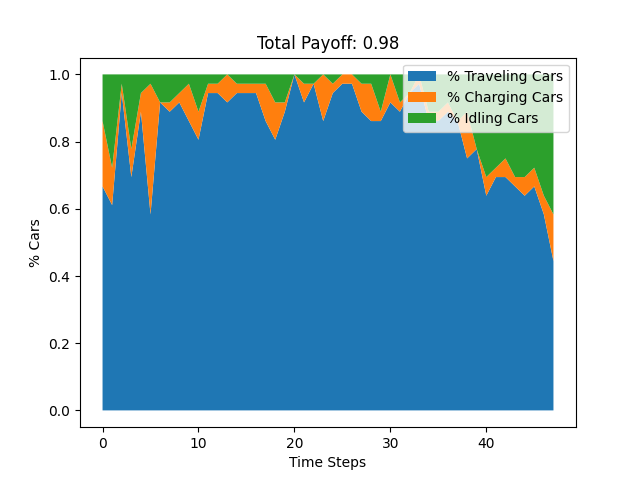 Total Payoff: 0.98
% Cars
1.0
0.8
0.6
0.4
0.2
0.0
% Traveling Cars
% Charging Cars
% Idling Cars
0 10 20 30 40
Time Steps